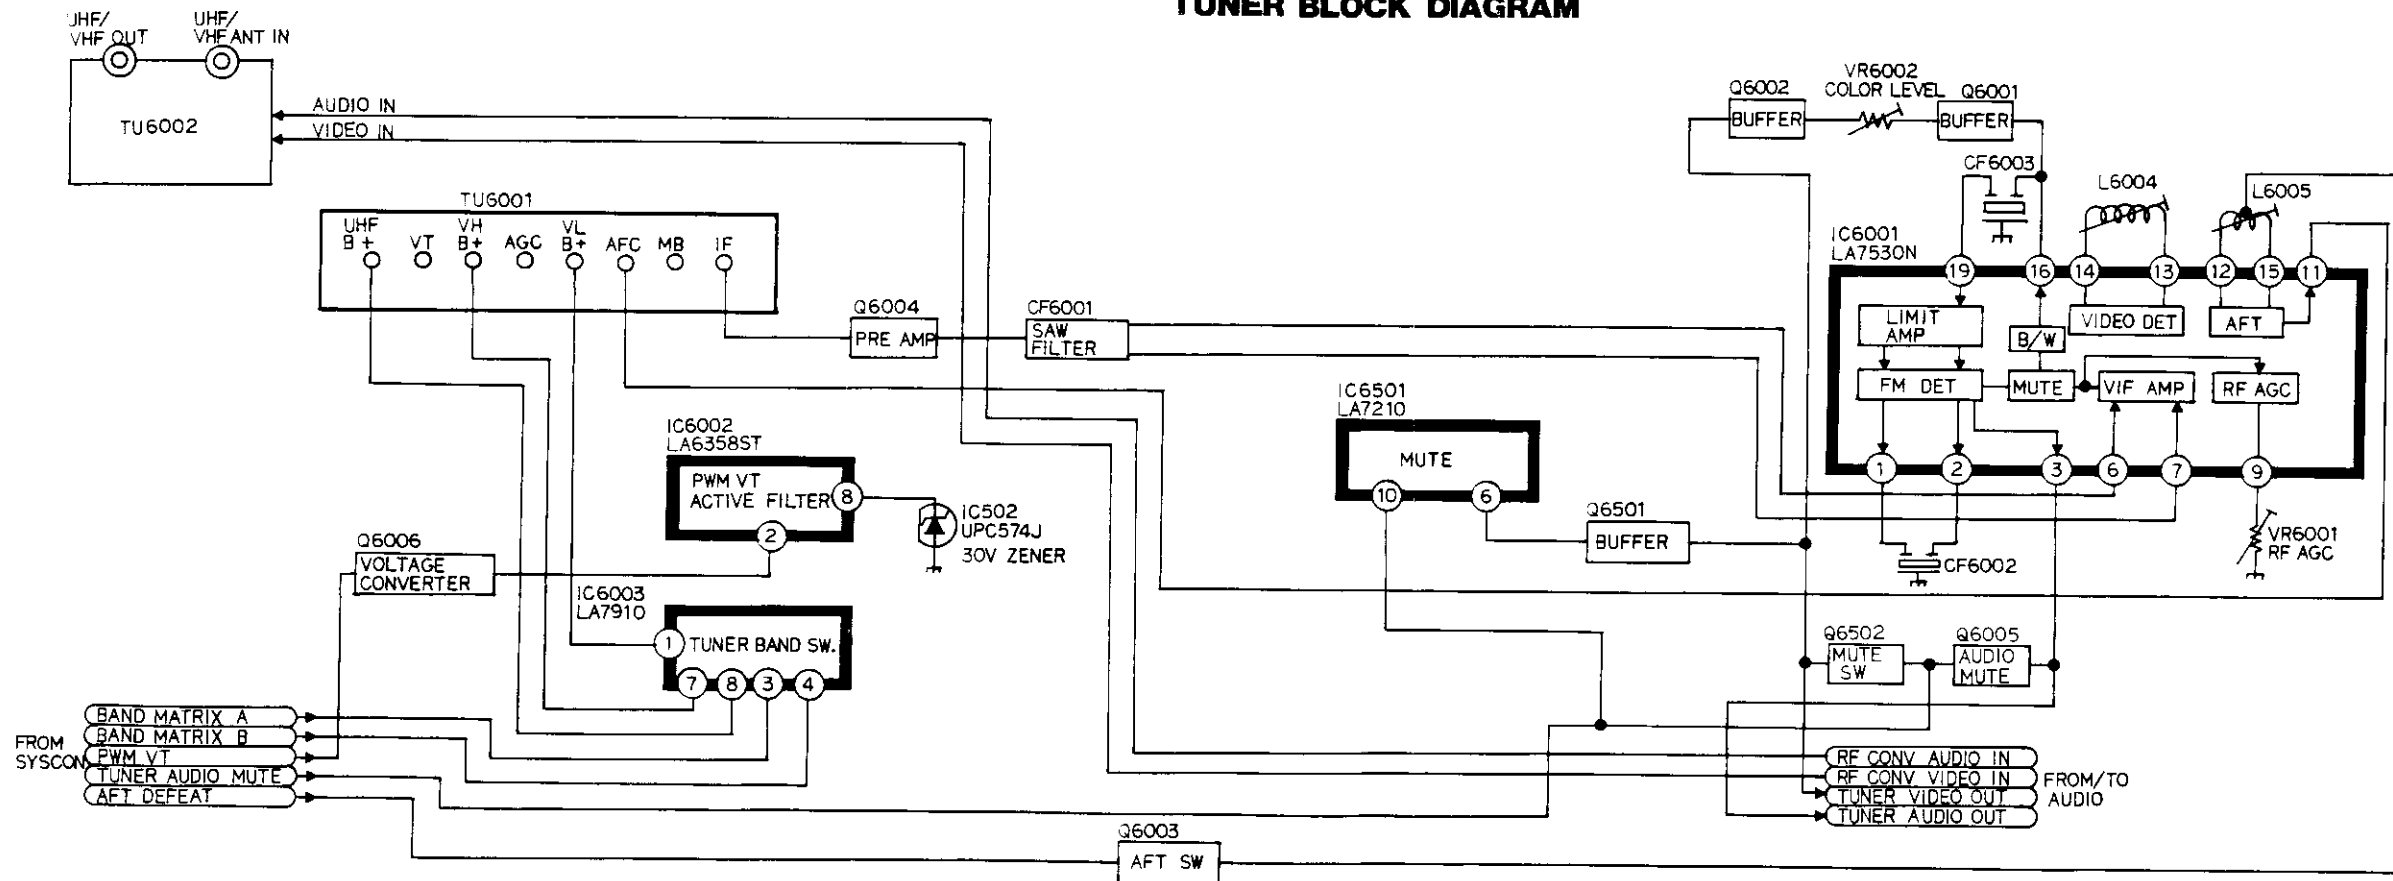 TUNER BLOCK DIAGRAM
UHF/
VHF OUT
UHF/
VHF ANT IN
TU6002
AUDIO IN
VIDEO IN
TU6001
UHF
B+
VT
VH
B+
AGC
VL
B+
AFC
MB
IF
Q6004
PRE AMP
CF6001
SAW
FILTER
Q6002
BUFFER
VR6002
COLOR LEVEL
Q6001
BUFFER
CF6003
L6004
L6005
IC6001
LA7530N
19
16
14
13
12
15
11
LIMIT
AMP
B/W
VIDEO DET
AFT
FM DET
MUTE
VIF AMP
RF AGC
1
2
3
6
7
9
CF6002
VR6001
RF AGC
IC6501
LA7210
MUTE
10
6
Q6501
BUFFER
IC6002
LA6358ST
PWM VT
ACTIVE FILTER
8
2
IC502
UPC574J
30V ZENER
Q6006
VOLTAGE
CONVERTER
IC6003
LA7910
1
TUNER BAND SW.
7
8
3
4
Q6502
MUTE
SW
Q6005
AUDIO
MUTE
FROM
SYSCON
BAND MATRIX A
BAND MATRIX B
PWM VT
TUNER AUDIO MUTE
AFT DEFEAT
RF CONV AUDIO IN
RF CONV VIDEO IN
TUNER VIDEO OUT
TUNER AUDIO OUT
FROM/TO
AUDIO
Q6003
AFT SW